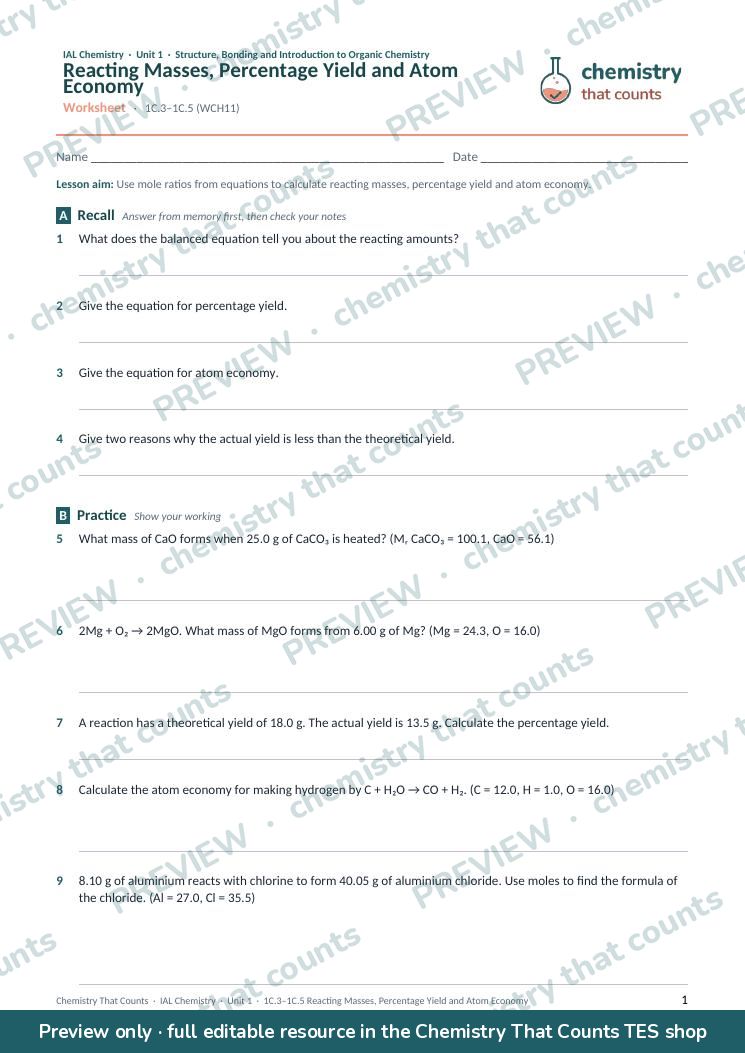 IAL Chemistry · Unit 1 · Structure, Bonding and Introduction to Organic Chemistry
Reacting Masses, Percentage Yield and Atom
Economy
Worksheet · 1C.3–1C.5 (WCH11)
chemistry
that counts
Name Date
Lesson aim: Use mole ratios from equations to calculate reacting masses, percentage yield and atom economy.
A Recall Answer from memory first, then check your notes
1 What does the balanced equation tell you about the reacting amounts?
2 Give the equation for percentage yield.
3 Give the equation for atom economy.
4 Give two reasons why the actual yield is less than the theoretical yield.
B Practice Show your working
5 What mass of CaO forms when 25.0 g of CaCO₃ is heated? (Mᵣ CaCO₃ = 100.1, CaO = 56.1)
6 2Mg + O₂ → 2MgO. What mass of MgO forms from 6.00 g of Mg? (Mg = 24.3, O = 16.0)
7 A reaction has a theoretical yield of 18.0 g. The actual yield is 13.5 g. Calculate the percentage yield.
8 Calculate the atom economy for making hydrogen by C + H₂O → CO + H₂. (C = 12.0, H = 1.0, O = 16.0)
9 8.10 g of aluminium reacts with chlorine to form 40.05 g of aluminium chloride. Use moles to find the formula of
the chloride. (Al = 27.0, Cl = 35.5)
Chemistry That Counts · IAL Chemistry · Unit 1 · 1C.3–1C.5 Reacting Masses, Percentage Yield and Atom Economy 1
Preview only · full editable resource in the Chemistry That Counts TES shop
PREVIEW · chemistry that counts